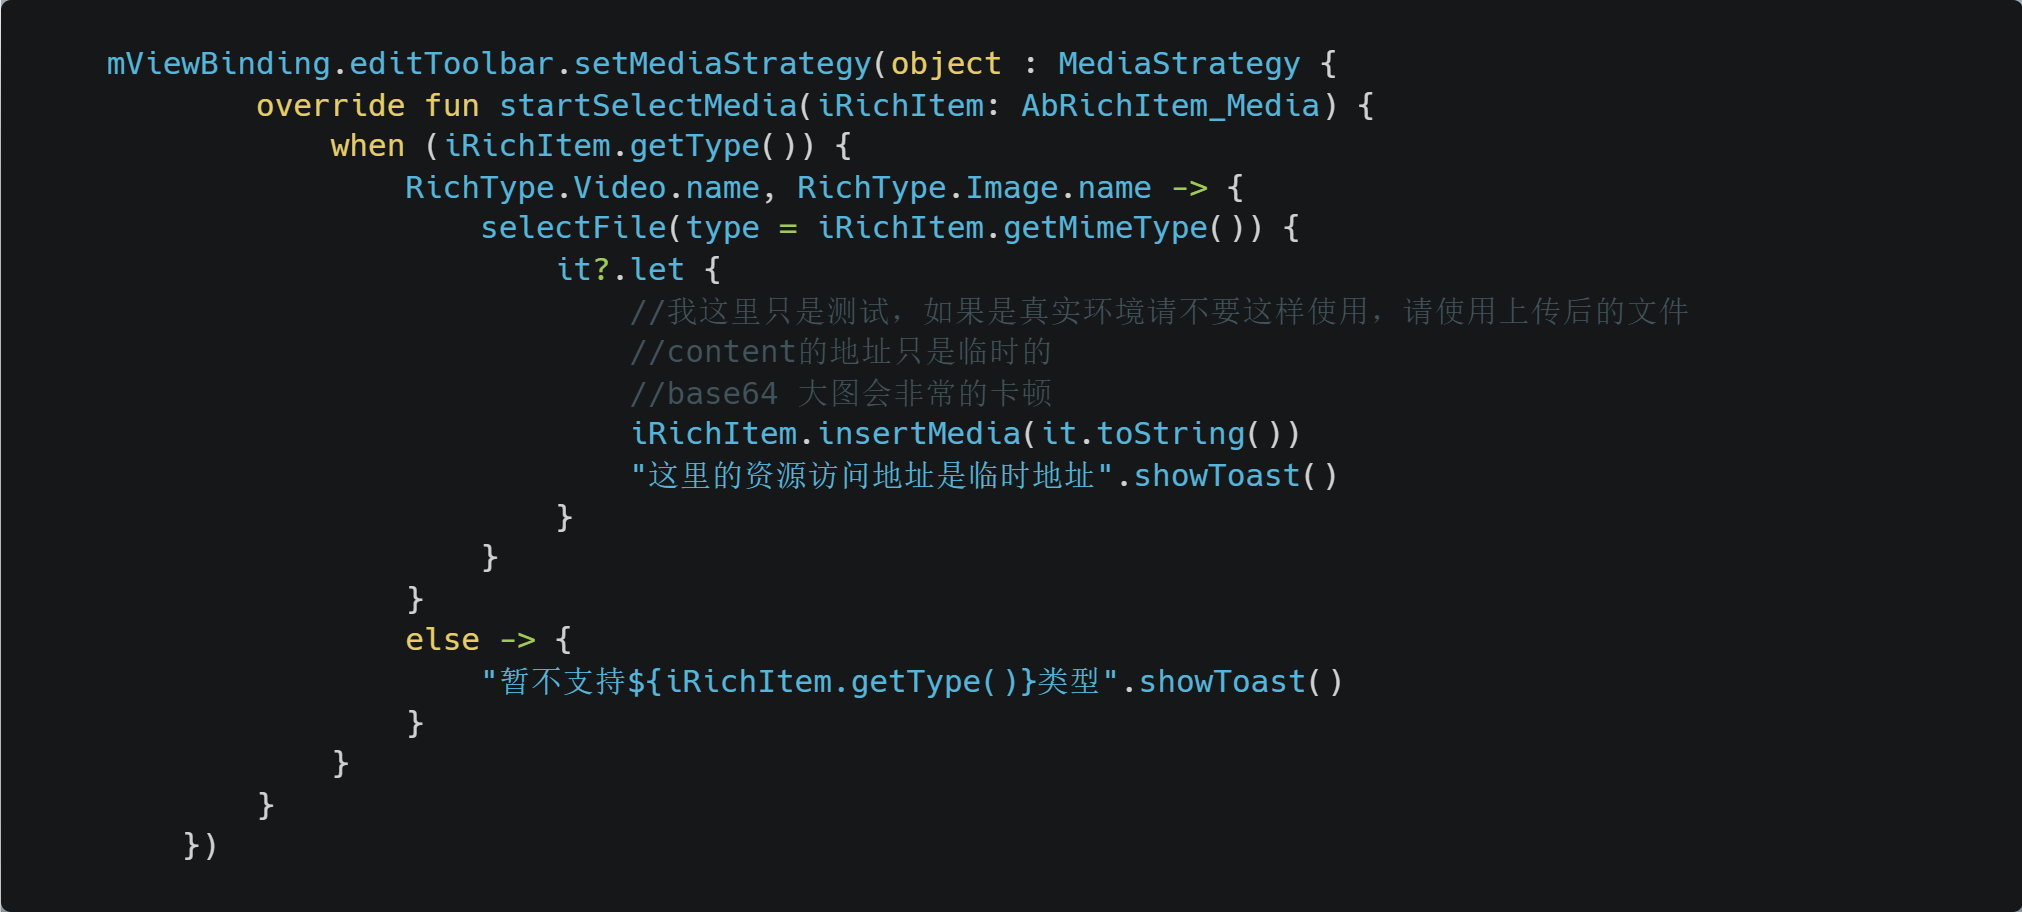 mViewBinding.editToolbar.setMediaStrategy(object : MediaStrategy {
override fun startSelectMedia(iRichItem: AbRichItem_Media) {
when (iRichItem.getType()) {
RichType.Video.name, RichType.Image.name -> {
selectFile(type = iRichItem.getMimeType()) {
it?.let {
//我这里只是测试，如果是真实环境请不要这样使用，请使用上传后的文件
//content的地址只是临时的
//base64 大图会非常的卡顿
iRichItem.insertMedia(it.toString())
"这里的资源访问地址是临时地址".showToast()
}
}
}
else -> {
"暂不支持${iRichItem.getType()}类型".showToast()
}
}
}
})